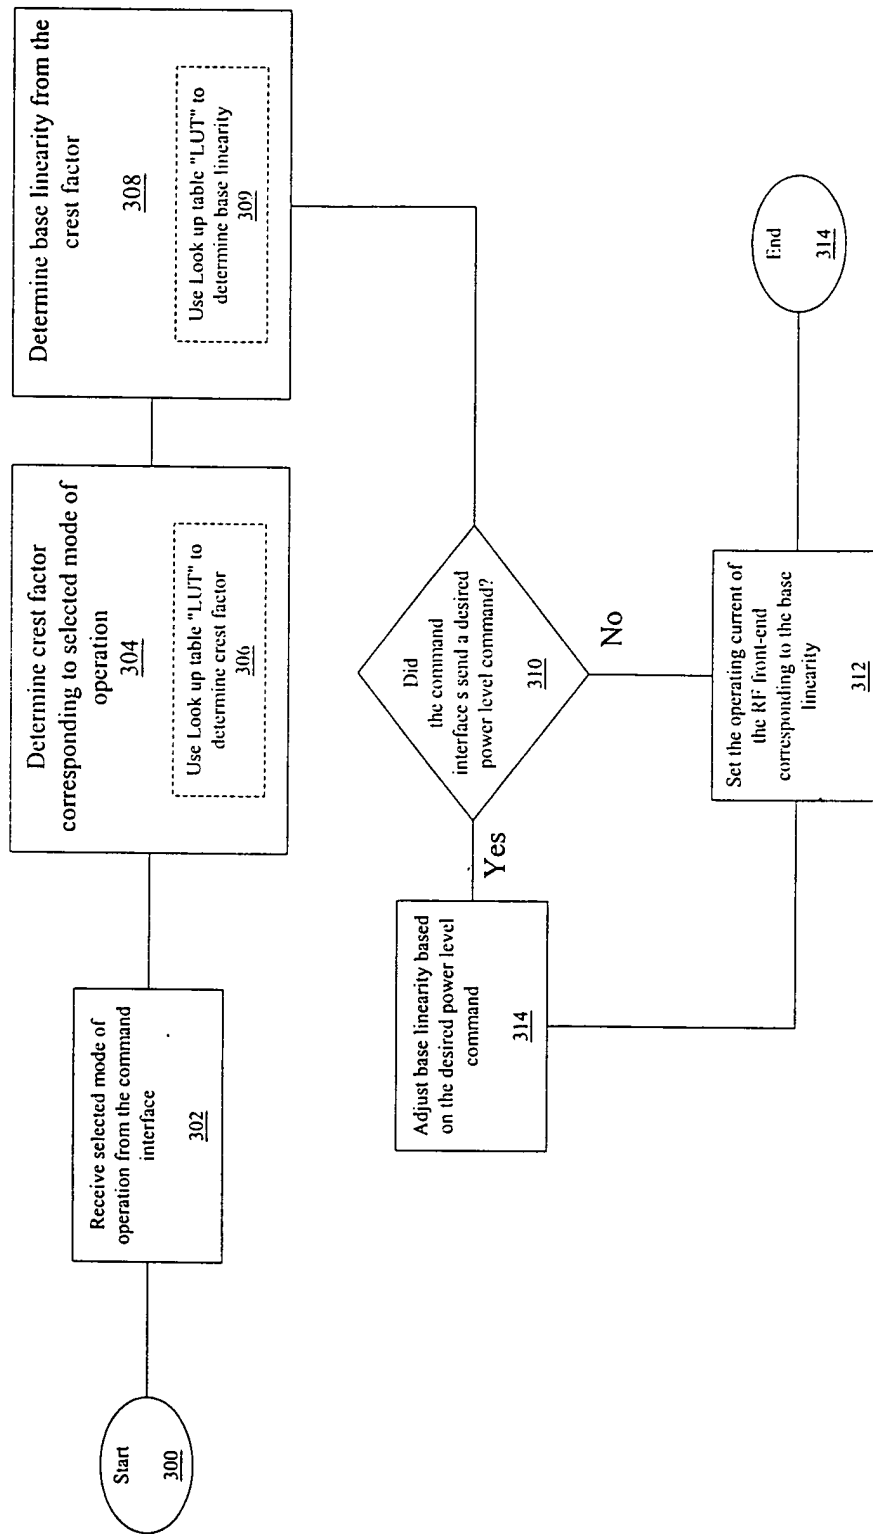 Start
300
Receive selected mode of
operation from the command
interface
302
Determine crest factor
corresponding to selected mode of
operation
304
Use Look up table "LUT" to
determine crest factor
306
Determine base linearity from the
crest factor
308
Use Look up table "LUT" to
determine base linearity
309
Did
the command
interface s send a desired
power level command?
310
Yes
No
Adjust base linearity based
on the desired power level
command
314
Set the operating current of
the RF front-end
corresponding to the base
linearity
312
End
314